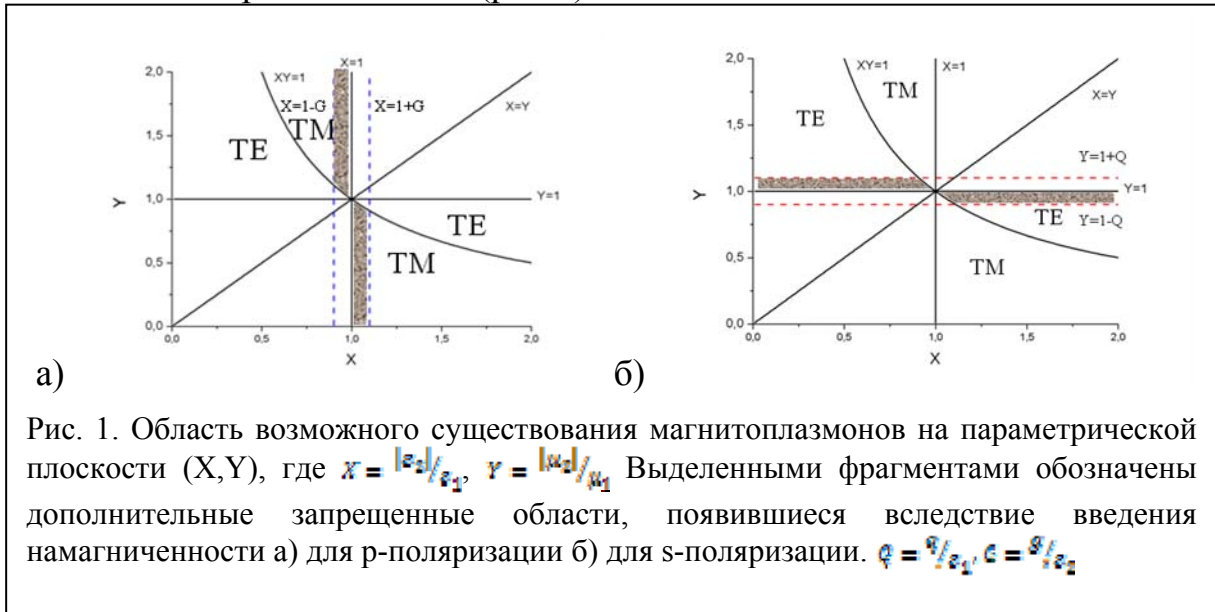 XY=1 X=1
X=1-G X=1+G X=Y
TE TM
Y=1
TE
TM
Y
2,0
1,5
1,0
0,5
0,0
0,0 0,5 1,0 1,5 2,0
X
а)
XY=1 X=1
TM X=Y
TE
Y=1+Q
Y=1
TE Y=1-Q
TM
Y
2,0
1,5
1,0
0,5
0,0
0,0 0,5 1,0 1,5 2,0
X
б)
Рис. 1. Область возможного существования магнитоплазмонов на параметрической
плоскости (X,Y), где X = |ε₂|/ε₁, Y = |μ₂|/μ₁ Выделенными фрагментами обозначены
дополнительные запрещенные области, появившиеся вследствие введения
намагниченности а) для р-поляризации б) для s-поляризации.